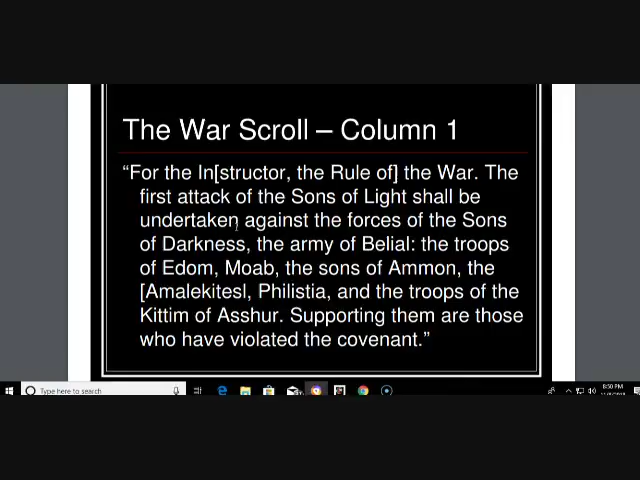 The War Scroll – Column 1
“For the In[structor, the Rule of] the War. The
first attack of the Sons of Light shall be
undertaken against the forces of the Sons
of Darkness, the army of Belial: the troops
of Edom, Moab, the sons of Ammon, the
[Amalekitesl, Philistia, and the troops of the
Kittim of Asshur. Supporting them are those
who have violated the covenant.”
Type here to search
8:50 PM